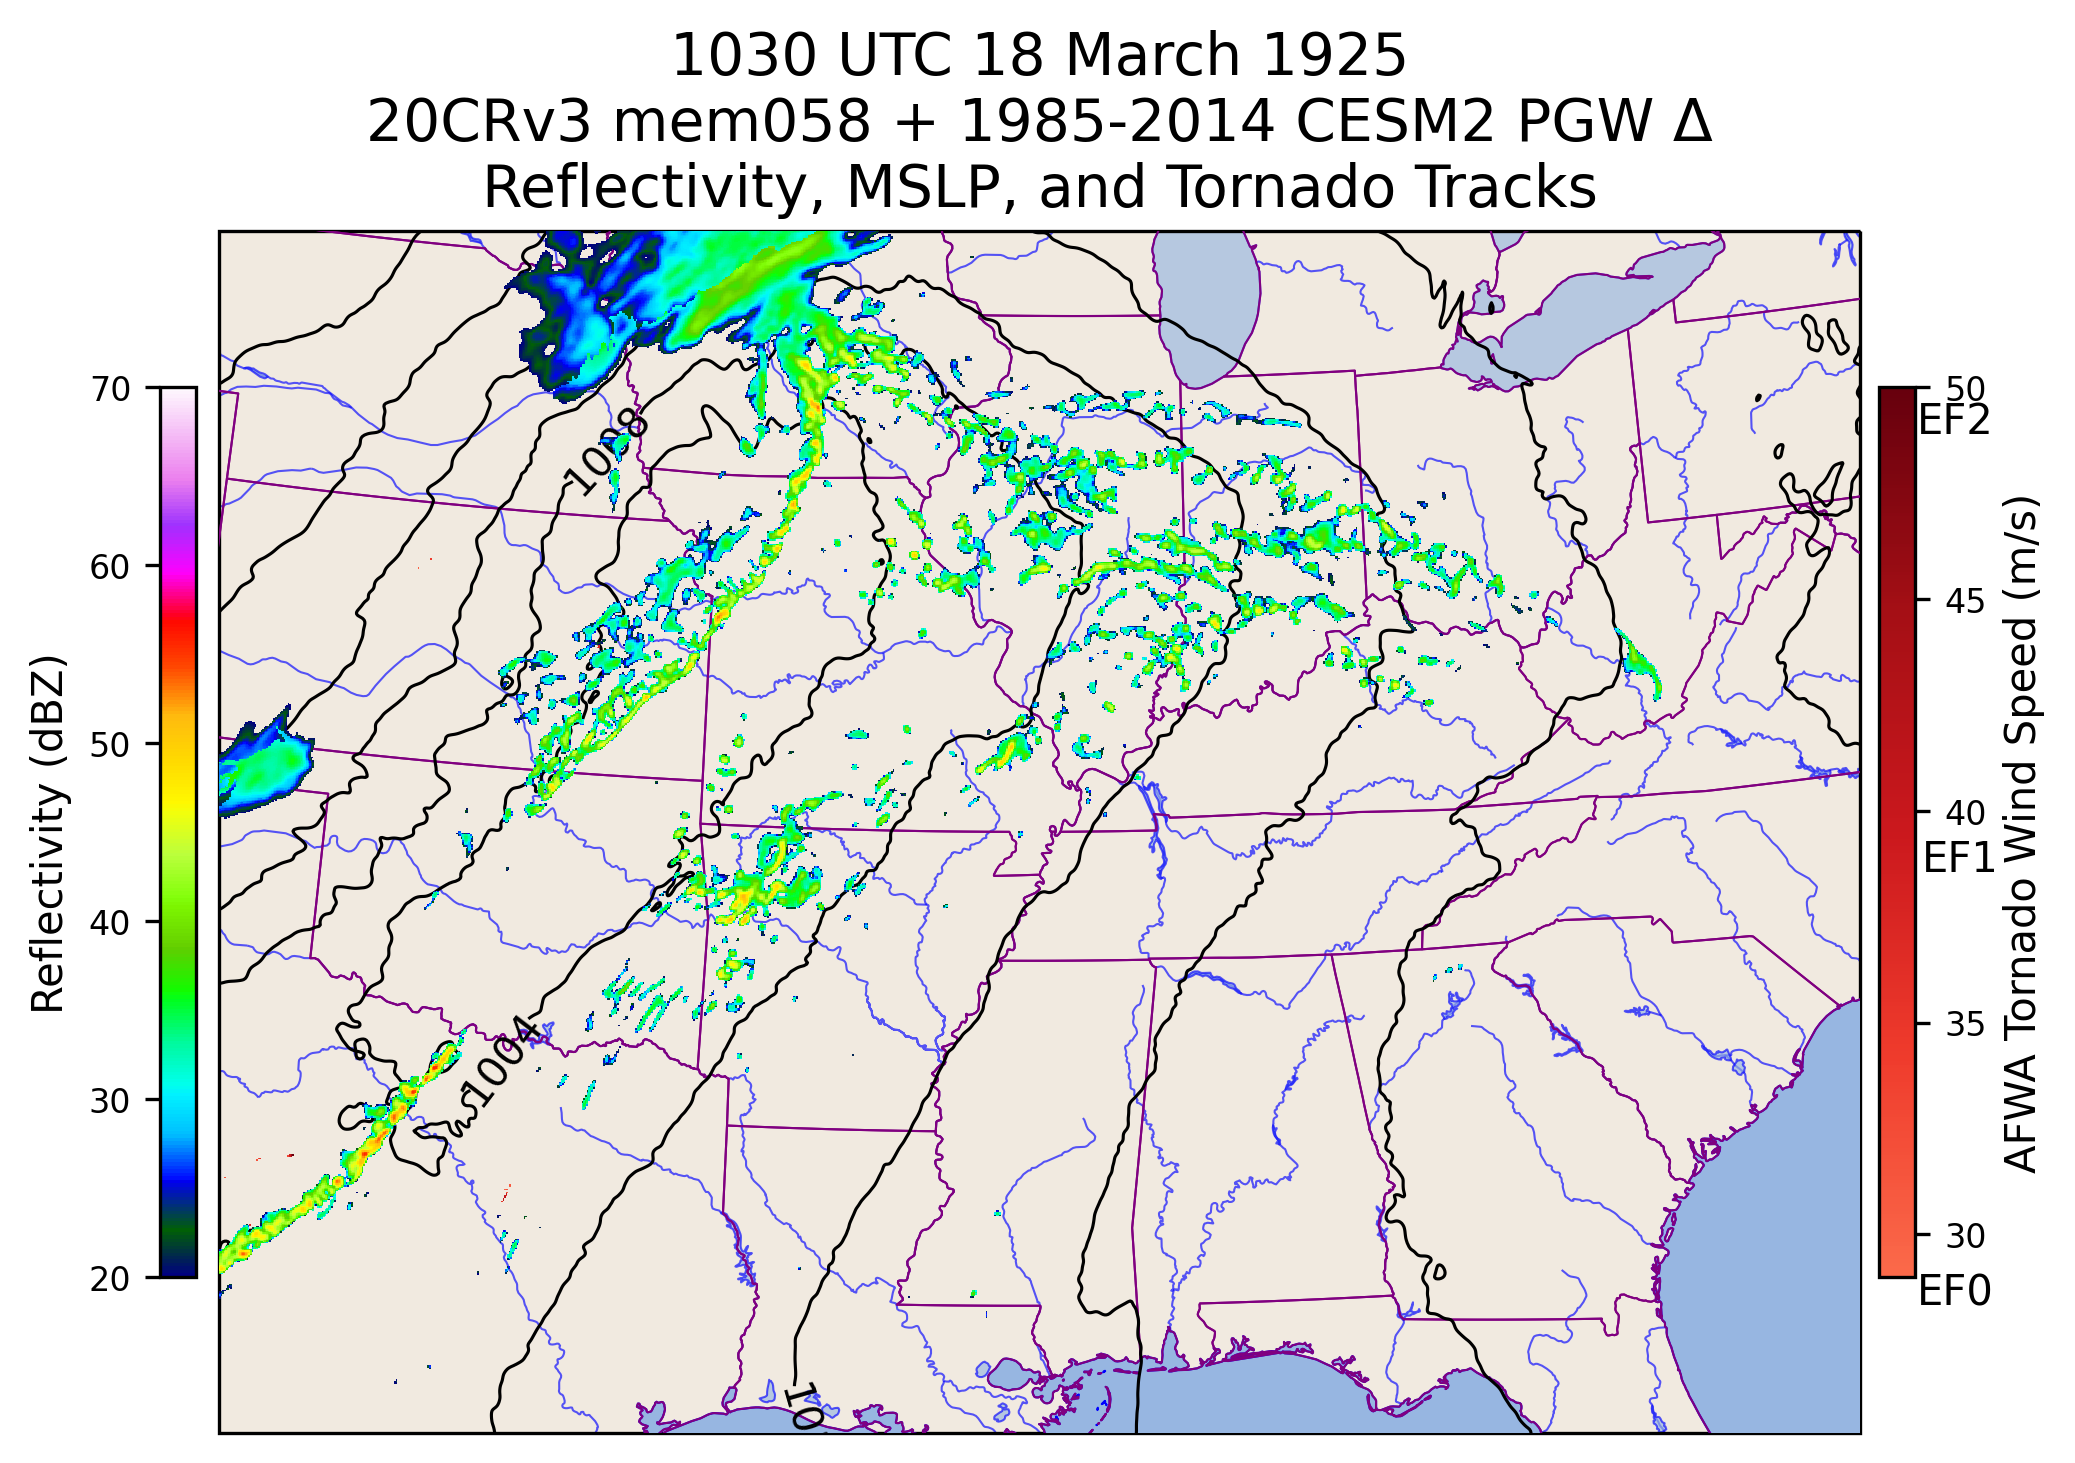 1030 UTC 18 March 1925
20CRv3 mem058 + 1985-2014 CESM2 PGW Δ
Reflectivity, MSLP, and Tornado Tracks
Reflectivity (dBZ)
70
60
50
40
30
20
1004
10
50
EF2
45
40
EF1
35
30
EF0
AFWA Tornado Wind Speed (m/s)